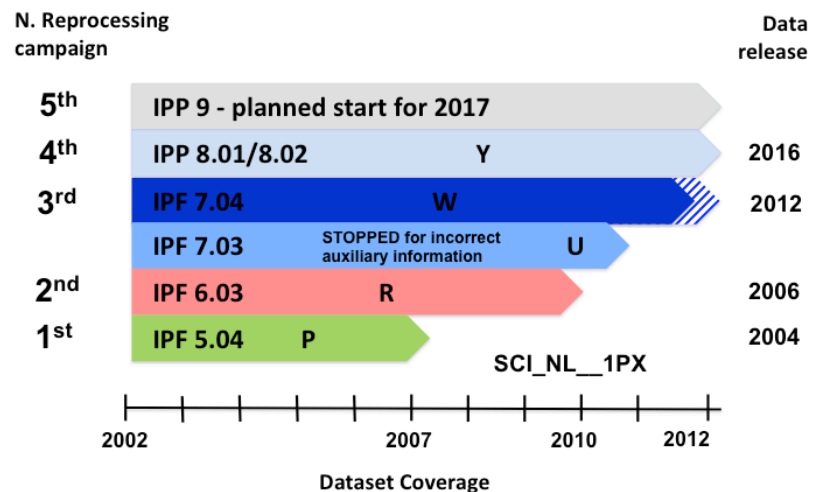 N. Reprocessing
campaign
Data
release
5th
IPP 9 - planned start for 2017
4th
IPP 8.01/8.02
Y
2016
3rd
IPF 7.04
W
2012
IPF 7.03
STOPPED for incorrect
auxiliary information
U
2nd
IPF 6.03
R
2006
1st
IPF 5.04
P
2004
SCI_NL__1PX
2002
2007
2010
2012
Dataset Coverage